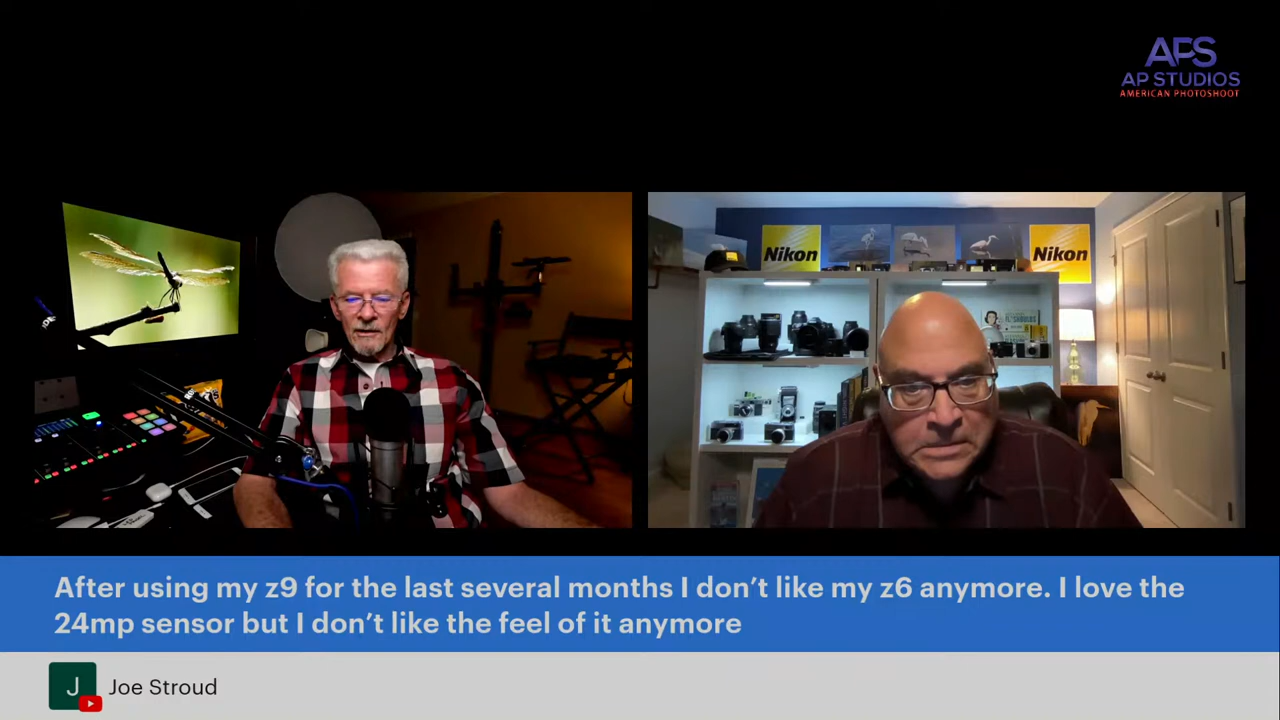 APS
AP STUDIOS
AMERICAN PHOTOSHOOT
Nikon
Nikon
After using my z9 for the last several months I don't like my z6 anymore. I love the
24mp sensor but I don't like the feel of it anymore
J
Joe Stroud